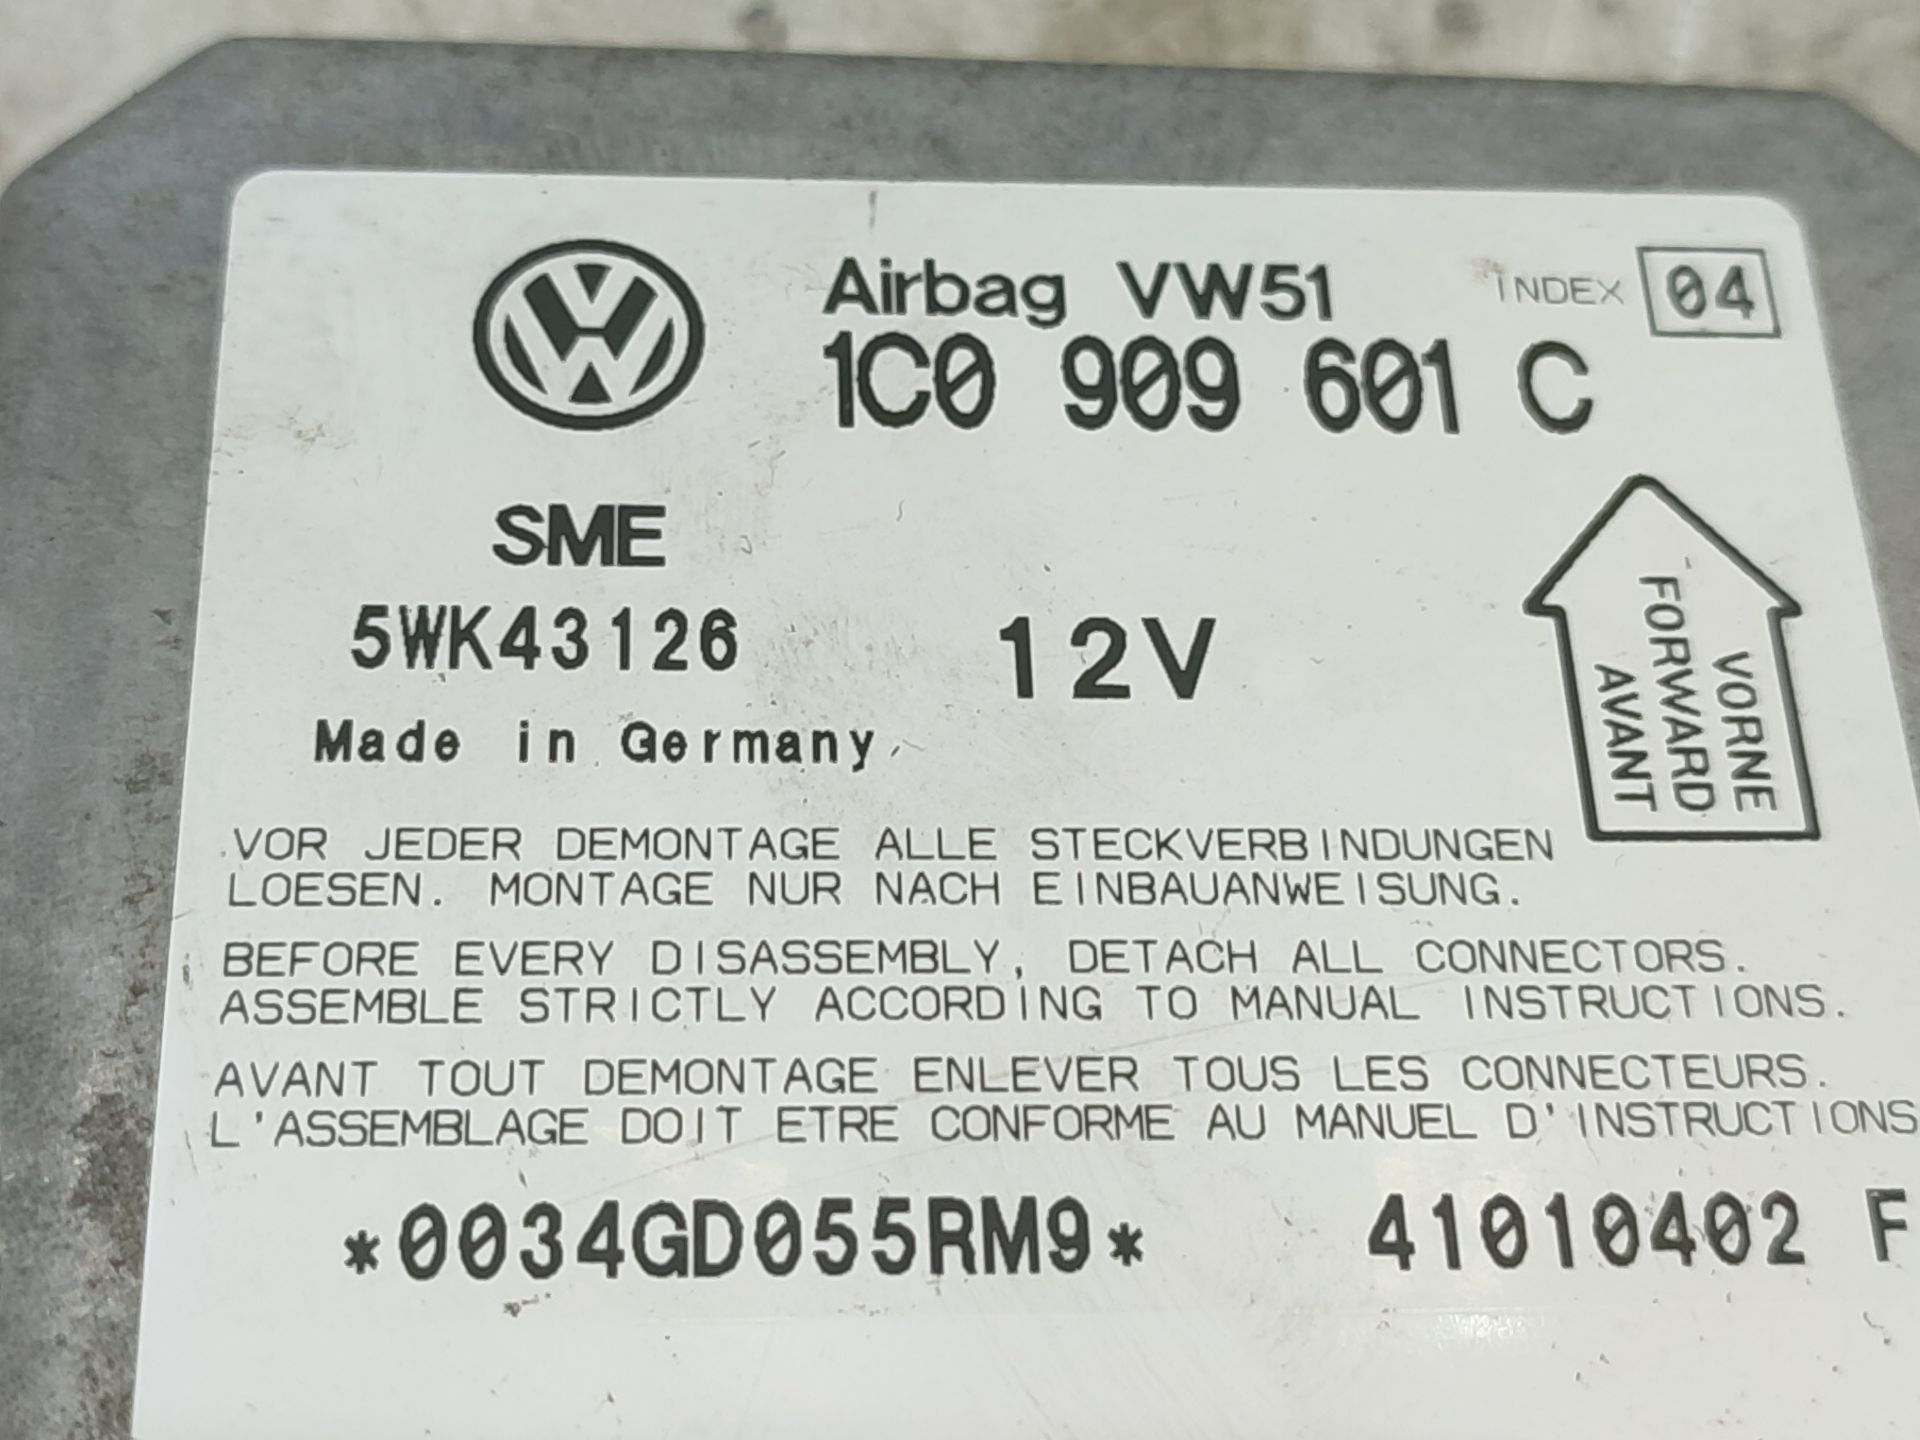 Airbag VW51 INDEX 04
1C0 909 601 C
SME
5WK43126
12V
Made in Germany
VORNE
FORWARD
AVANT
VOR JEDER DEMONTAGE ALLE STECKVERBINDUNGEN
LOESEN. MONTAGE NUR NACH EINBAUANWEISUNG.
BEFORE EVERY DISASSEMBLY, DETACH ALL CONNECTORS.
ASSEMBLE STRICTLY ACCORDING TO MANUAL INSTRUCTIONS.
AVANT TOUT DEMONTAGE ENLEVER TOUS LES CONNECTEURS.
L'ASSEMBLAGE DOIT ETRE CONFORME AU MANUEL D'INSTRUCTIONS
*0034GD055RM9* 41010402 F